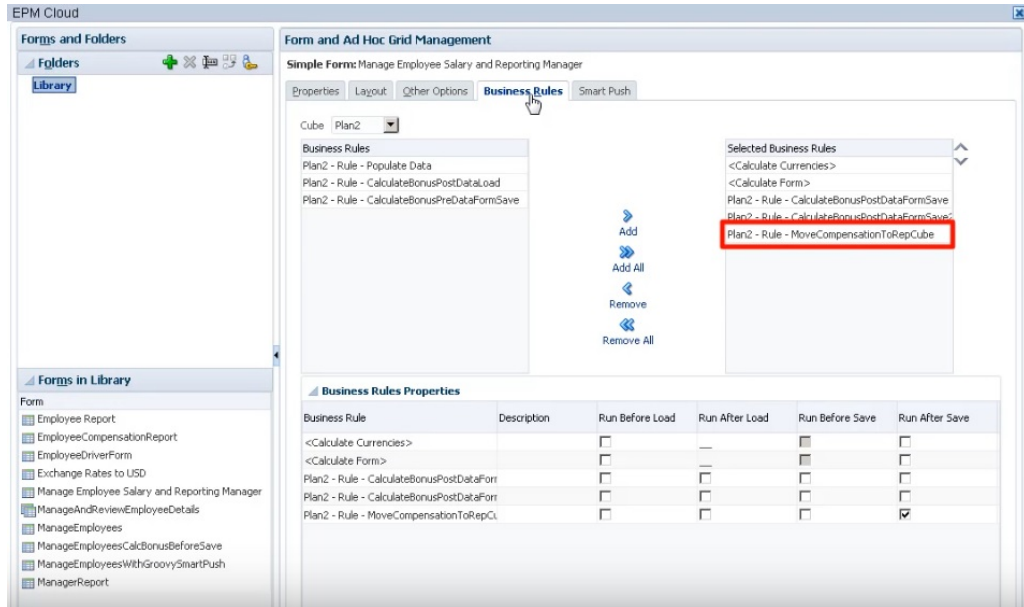 EPM Cloud
Forms and Folders
Folders
Library
Forms in Library
Form
Employee Report
EmployeeCompensationReport
EmployeeDriverForm
Exchange Rates to USD
Manage Employee Salary and Reporting Manager
ManageAndReviewEmployeeDetails
ManageEmployees
ManageEmployeesCalcBonusBeforeSave
ManageEmployeesWithGroovySmartPush
ManagerReport
Form and Ad Hoc Grid Management
Simple Form: Manage Employee Salary and Reporting Manager
Properties Layout Other Options Business Rules Smart Push
Cube Plan2
Business Rules
Plan2 - Rule - Populate Data
Plan2 - Rule - CalculateBonusPostDataLoad
Plan2 - Rule - CalculateBonusPreDataFormSave
Add
Add All
Remove
Remove All
Selected Business Rules
<Calculate Currencies>
<Calculate Form>
Plan2 - Rule - CalculateBonusPostDataFormSave
Plan2 - Rule - CalculateBonusPostDataFormSave2
Plan2 - Rule - MoveCompensationToRepCube
Business Rules Properties
Business Rule Description Run Before Load Run After Load Run Before Save Run After Save
<Calculate Currencies>
<Calculate Form>
Plan2 - Rule - CalculateBonusPostDataForr
Plan2 - Rule - CalculateBonusPostDataForr
Plan2 - Rule - MoveCompensationToRepCu